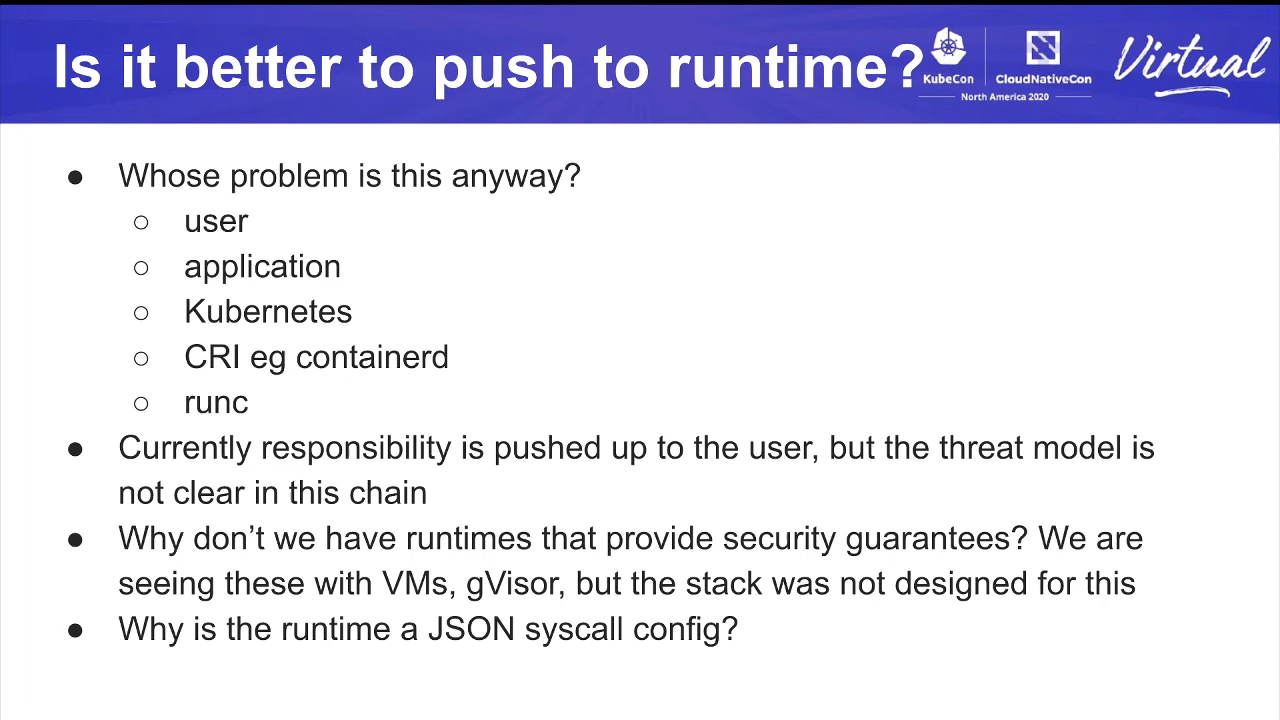 Is it better to push to runtime?
KubeCon
CloudNativeCon
North America 2020
Virtual
● Whose problem is this anyway?
○ user
○ application
○ Kubernetes
○ CRI eg containerd
○ runc
● Currently responsibility is pushed up to the user, but the threat model is
not clear in this chain
● Why don’t we have runtimes that provide security guarantees? We are
seeing these with VMs, gVisor, but the stack was not designed for this
● Why is the runtime a JSON syscall config?